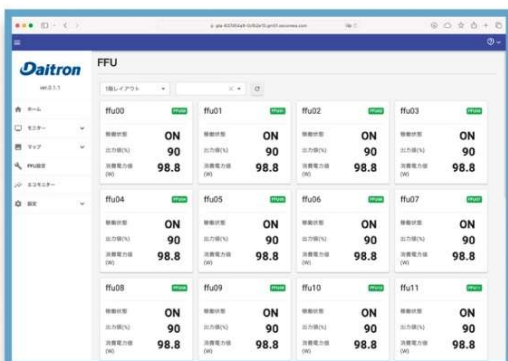 Daitron
ver.0.1.1
ホーム
モニター
マップ
FFU設定
エコモニター
設定
FFU
1階レイアウト
ffu00
稼働状態 ON
出力値(%) 90
消費電力値 98.8
(W)
ffu01
稼働状態 ON
出力値(%) 90
消費電力値 98.8
(W)
ffu02
稼働状態 ON
出力値(%) 90
消費電力値 98.8
(W)
ffu03
稼働状態 ON
出力値(%) 90
消費電力値 98.8
(W)
ffu04
稼働状態 ON
出力値(%) 90
消費電力値 98.8
(W)
ffu05
稼働状態 ON
出力値(%) 90
消費電力値 98.8
(W)
ffu06
稼働状態 ON
出力値(%) 90
消費電力値 98.8
(W)
ffu07
稼働状態 ON
出力値(%) 90
消費電力値 98.8
(W)
ffu08
稼働状態 ON
出力値(%) 90
消費電力値 98.8
(W)
ffu09
稼働状態 ON
出力値(%) 90
消費電力値 98.8
(W)
ffu10
稼働状態 ON
出力値(%) 90
消費電力値 98.8
(W)
ffu11
稼働状態 ON
出力値(%) 90
消費電力値 98.8
(W)